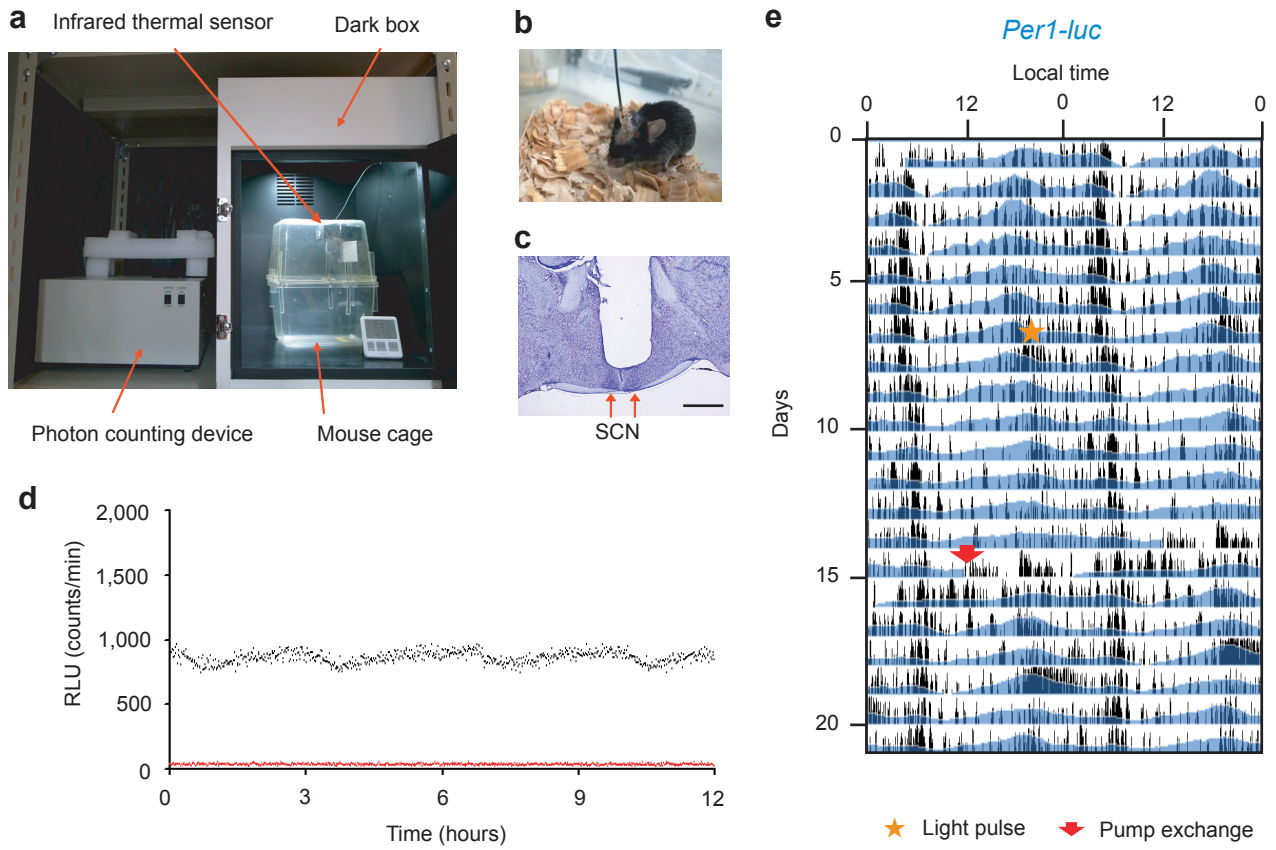 a
Infrared thermal sensor
Dark box
Photon counting device
Mouse cage
b
c
SCN
d
RLU (counts/min)
2,000
1,500
1,000
500
0
0 3 6 9 12
Time (hours)
e
Per1-luc
Local time
0 12 0 12 0
Days
0
5
10
15
20
Light pulse
Pump exchange